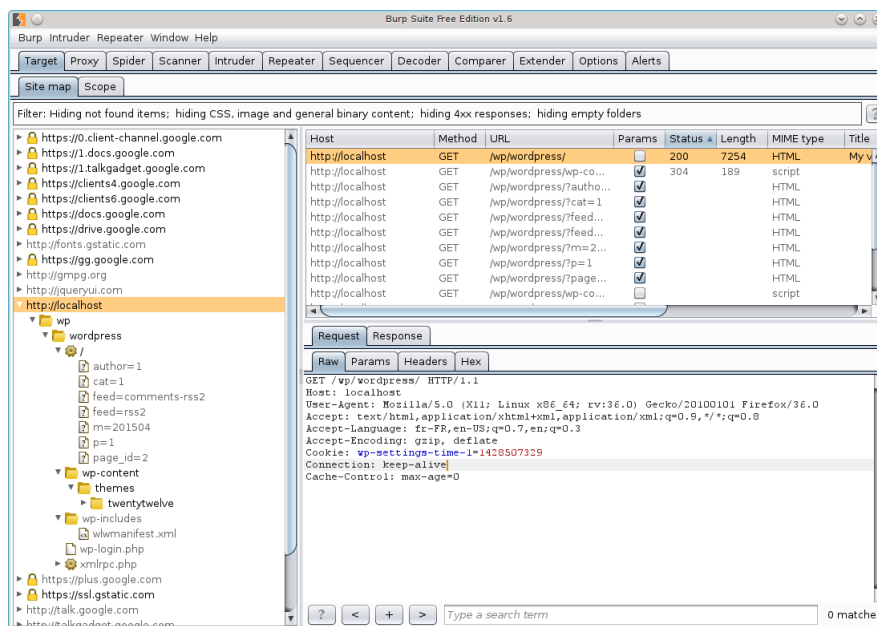 Burp Suite Free Edition v1.6
Burp Intruder Repeater Window Help
Target Proxy Spider Scanner Intruder Repeater Sequencer Decoder Comparer Extender Options Alerts
Site map Scope
Filter: Hiding not found items; hiding CSS, image and general binary content; hiding 4xx responses; hiding empty folders ?
https://0.client-channel.google.com
https://1.docs.google.com
https://1.talkgadget.google.com
https://clients4.google.com
https://clients6.google.com
https://docs.google.com
https://drive.google.com
http://fonts.gstatic.com
https://gg.google.com
http://gmpg.org
http://jqueryui.com
http://localhost
wp
wordpress
/
author=1
cat=1
feed=comments-rss2
feed=rss2
m=201504
p=1
page_id=2
wp-content
themes
twentytwelve
wp-includes
wlwmanifest.xml
wp-login.php
xmlrpc.php
https://plus.google.com
https://ssl.gstatic.com
http://talk.google.com
http://talkgadget.google.com
Host Method URL Params Status Length MIME type Title
http://localhost GET /wp/wordpress/ 200 7254 HTML My v
http://localhost GET /wp/wordpress/wp-co... 304 189 script
http://localhost GET /wp/wordpress/?autho... HTML
http://localhost GET /wp/wordpress/?cat=1 HTML
http://localhost GET /wp/wordpress/?feed... HTML
http://localhost GET /wp/wordpress/?feed... HTML
http://localhost GET /wp/wordpress/?m=2... HTML
http://localhost GET /wp/wordpress/?p=1 HTML
http://localhost GET /wp/wordpress/?page... HTML
http://localhost GET /wp/wordpress/wp-co... script
Request Response
Raw Params Headers Hex
GET /wp/wordpress/ HTTP/1.1
Host: localhost
User-Agent: Mozilla/5.0 (X11; Linux x86_64; rv:36.0) Gecko/20100101 Firefox/36.0
Accept: text/html,application/xhtml+xml,application/xml;q=0.9,*/*;q=0.8
Accept-Language: fr-FR,en-US;q=0.7,en;q=0.3
Accept-Encoding: gzip, deflate
Cookie: wp-settings-time-1=1428507329
Connection: keep-alive
Cache-Control: max-age=0
? < + > Type a search term 0 matche